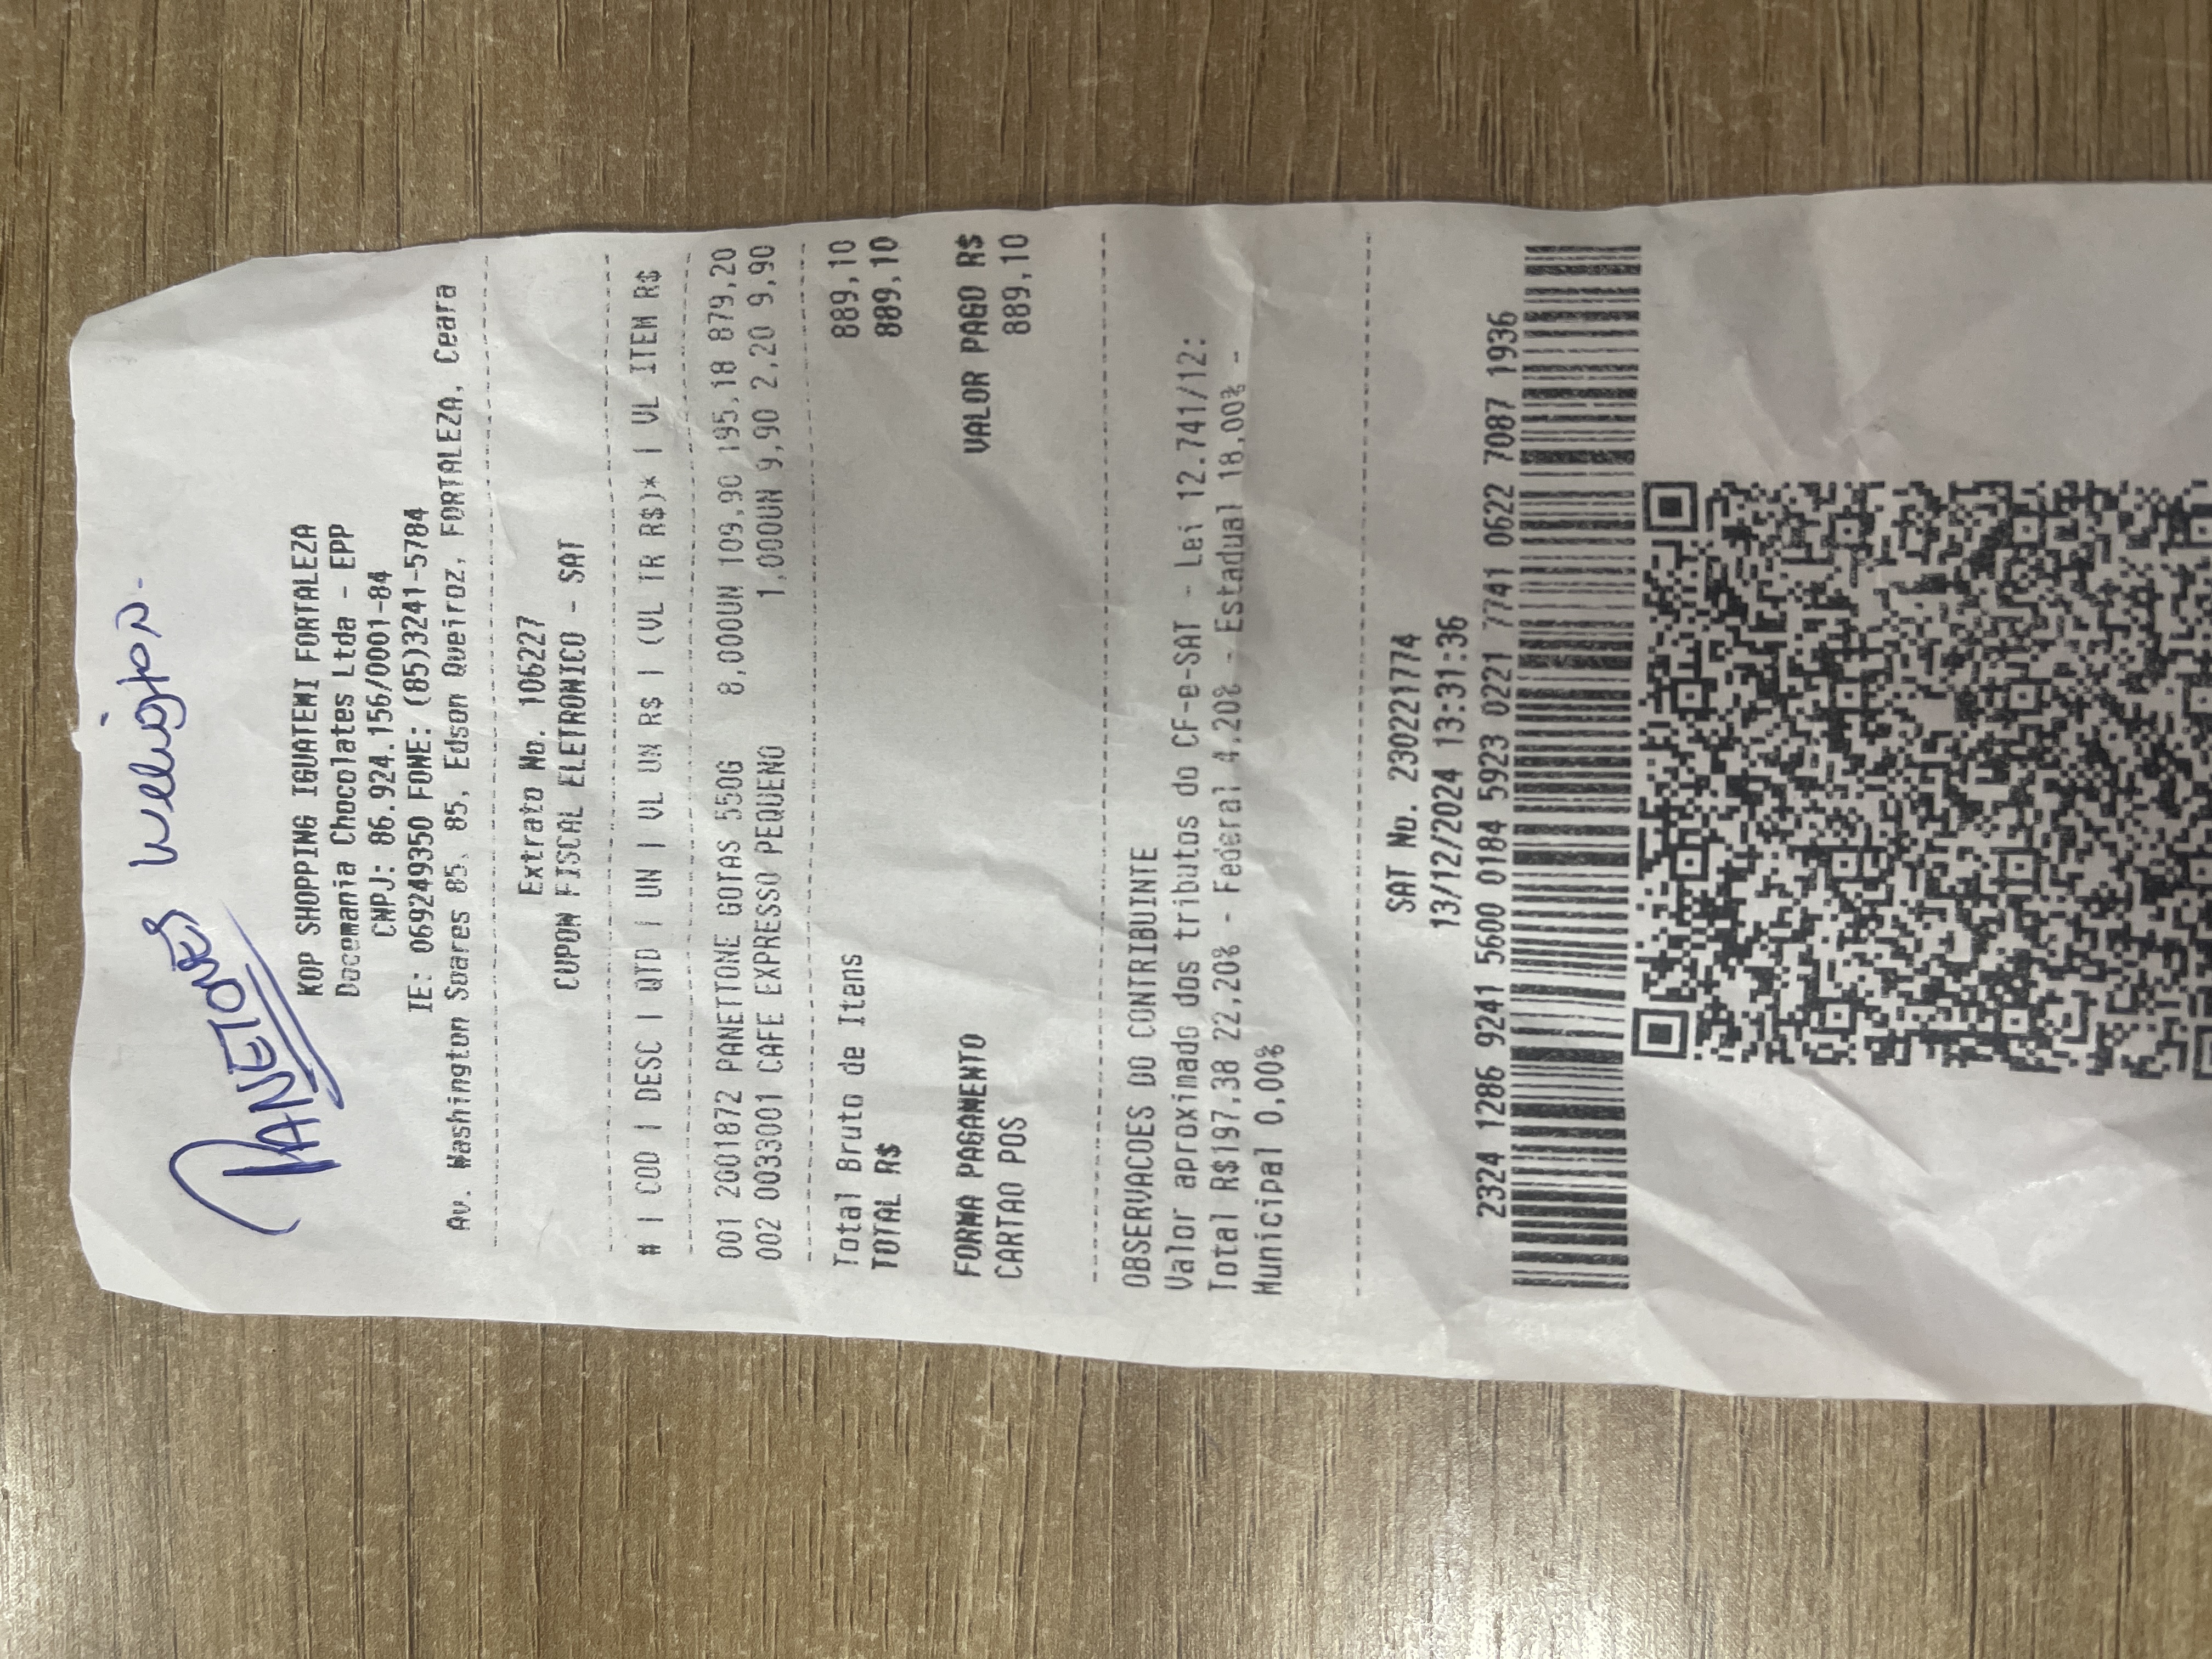 PANETONES Wellington.
KOP SHOPPING IGUATEMI FORTALEZA
Docemania Chocolates Ltda - EPP
CNPJ: 86.924.156/0001-84
IE: 069249350 FONE: (85)3241-5784
Av. Washington Soares 85, 85, Edson Queiroz, FORTALEZA, Ceara
Extrato No. 106227
CUPON FISCAL ELETRONICO - SAT
# | COD | DESC | QTD | UN | VL UN R$ | (VL TR R$)* | VL ITEM R$
001 2001872 PANETTONE GOTAS 550G 8,000UN 109,90 195,18 879,20
002 0033001 CAFE EXPRESSO PEQUENO 1,000UN 9,90 2,20 9,90
Total Bruto de Itens 889,10
TOTAL R$ 889,10
FORMA PAGAMENTO VALOR PAGO R$
CARTAO POS 889,10
OBSERVACOES DO CONTRIBUINTE
Valor aproximado dos tributos do CF-e-SAT - Lei 12.741/12:
Total R$197,38 22,20% - Federal 4,20% - Estadual 18,00% -
Municipal 0,00%
SAT No. 230221774
13/12/2024 13:31:36
2324 1286 9241 5600 0184 5923 0221 7741 0622 7087 1936